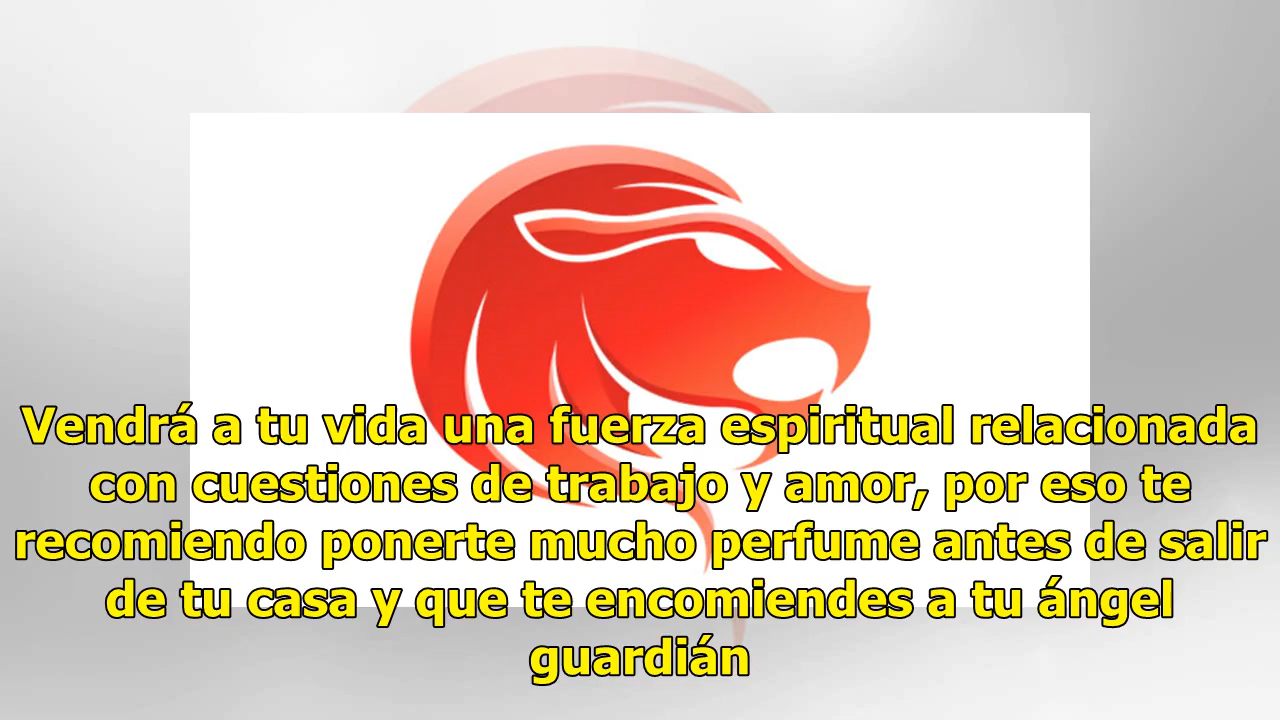 Vendrá a tu vida una fuerza espiritual relacionada
con cuestiones de trabajo y amor, por eso te
recomiendo ponerte mucho perfume antes de salir
de tu casa y que te encomiendes a tu ángel
guardián